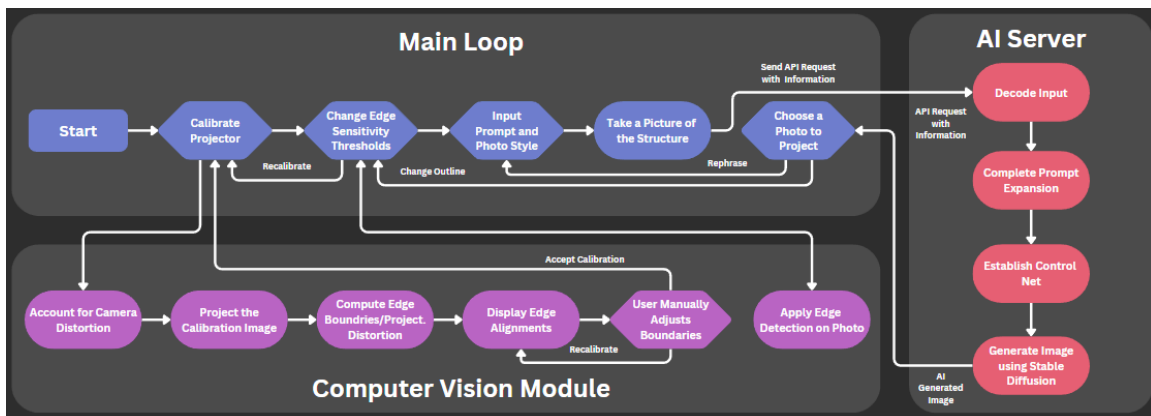 Main Loop
AI Server
Send API Request
with Information
Start
Calibrate
Projector
Change Edge
Sensitivity
Thresholds
Input
Prompt and
Photo Style
Take a Picture of
the Structure
Choose a
Photo to
Project
API Request
with
Information
Decode Input
Recalibrate
Change Outline
Rephrase
Complete Prompt
Expansion
Accept Calibration
Establish Control
Net
Account for Camera
Distortion
Project the
Calibration Image
Compute Edge
Boundries/Project.
Distortion
Display Edge
Alignments
User Manually
Adjusts
Boundaries
Apply Edge
Detection on Photo
Recalibrate
Generate Image
using Stable
Diffusion
AI
Generated
Image
Computer Vision Module